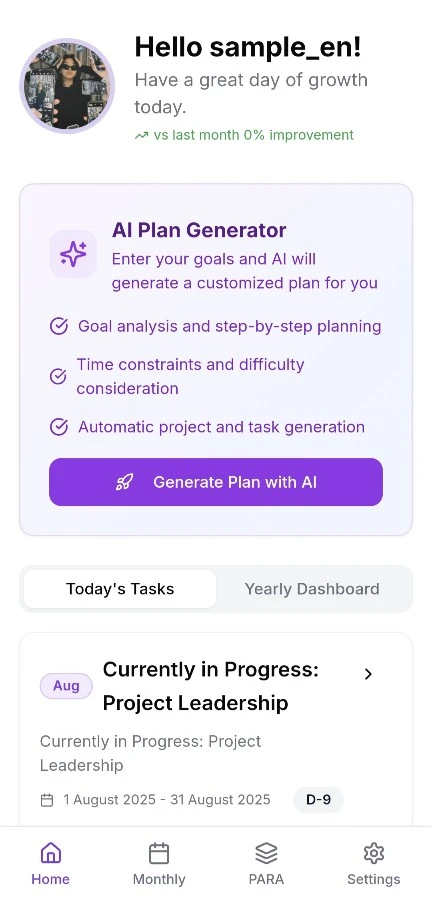 Hello sample_en!
Have a great day of growth
today.
vs last month 0% improvement
AI Plan Generator
Enter your goals and AI will
generate a customized plan for you
Goal analysis and step-by-step planning
Time constraints and difficulty
consideration
Automatic project and task generation
Generate Plan with AI
Today's Tasks
Yearly Dashboard
Aug
Currently in Progress:
Project Leadership
Currently in Progress: Project
Leadership
1 August 2025 - 31 August 2025
D-9
Home
Monthly
PARA
Settings